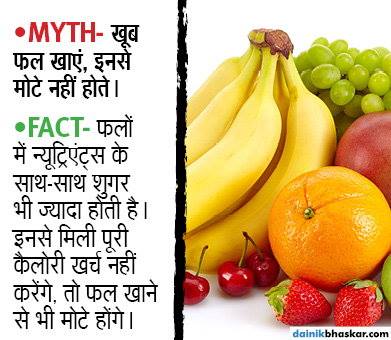 •MYTH- खूब
फल खाएं, इनसे
मोटे नहीं होते।
•FACT- फलों
में न्यूट्रिएंट्स के
साथ-साथ शुगर
भी ज्यादा होती है।
इनसे मिली पूरी
कैलोरी खर्च नहीं
करेंगे, तो फल खाने
से भी मोटे होंगे।
dainikbhaskar.com